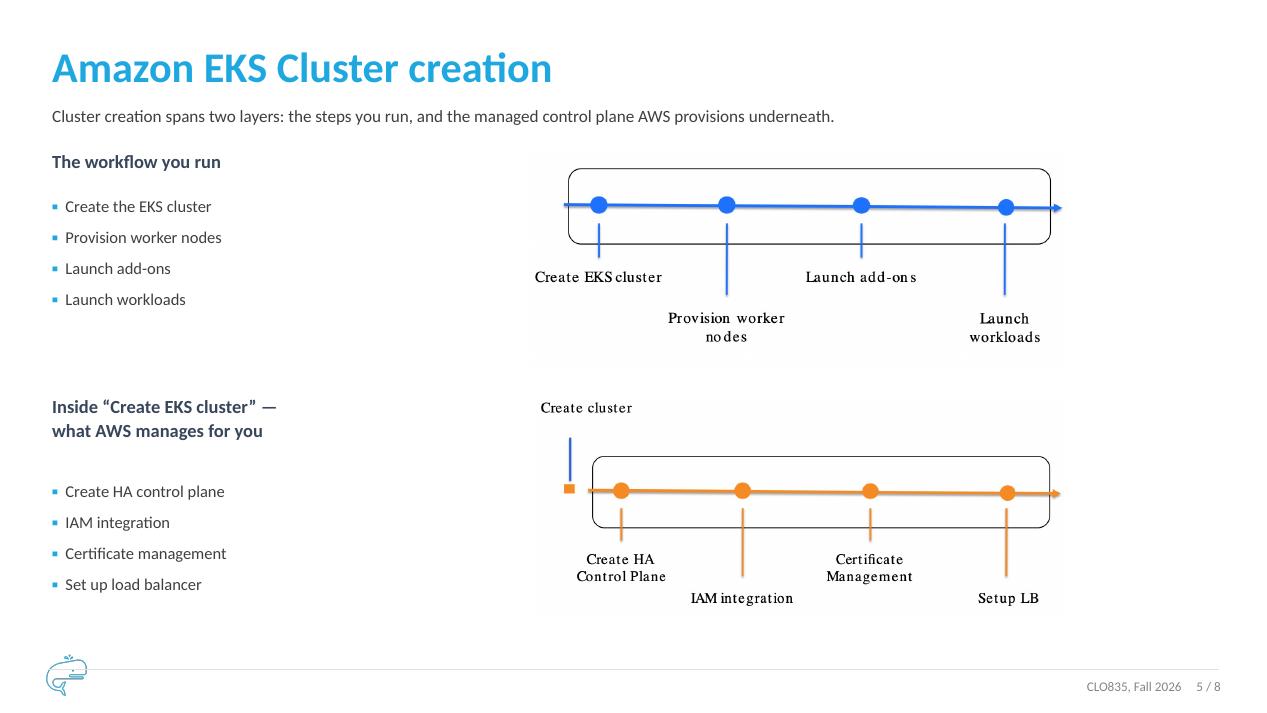 Amazon EKS Cluster creation
Cluster creation spans two layers: the steps you run, and the managed control plane AWS provisions underneath.
The workflow you run
▪ Create the EKS cluster
▪ Provision worker nodes
▪ Launch add-ons
▪ Launch workloads
Create EKS cluster
Launch add-ons
Provision worker
nodes
Launch
workloads
Inside “Create EKS cluster” —
what AWS manages for you
▪ Create HA control plane
▪ IAM integration
▪ Certificate management
▪ Set up load balancer
Create cluster
Create HA
Control Plane
Certificate
Management
IAM integration
Setup LB
CLO835, Fall 2026 5 / 8